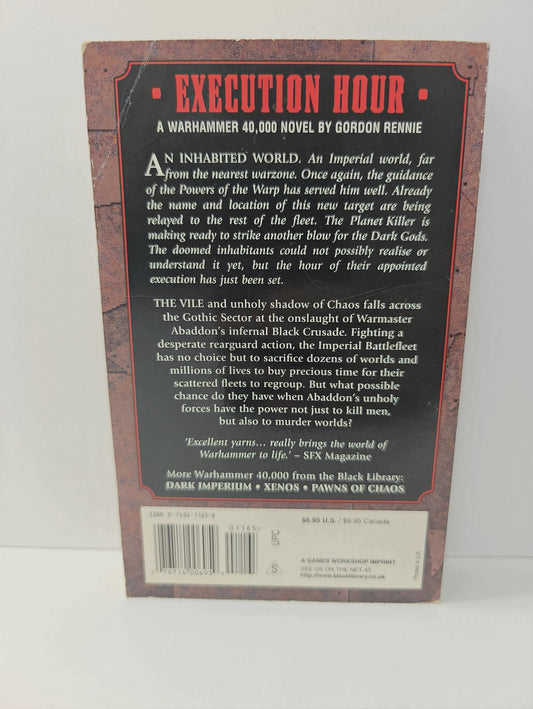 • EXECUTION HOUR •
A WARHAMMER 40,000 NOVEL BY GORDON RENNIE
AN INHABITED WORLD. An Imperial world, far
from the nearest warzone. Once again, the guidance
of the Powers of the Warp has served him well. Already
the name and location of this new target are being
relayed to the rest of the fleet. The Planet Killer is
making ready to strike another blow for the Dark Gods.
The doomed inhabitants could not possibly realise or
understand it yet, but the hour of their appointed
execution has just been set.
THE VILE and unholy shadow of Chaos falls across
the Gothic Sector at the onslaught of Warmaster
Abaddon's infernal Black Crusade. Fighting a
desperate rearguard action, the Imperial Battlefleet
has no choice but to sacrifice dozens of worlds and
millions of lives to buy precious time for their
scattered fleets to regroup. But what possible
chance do they have when Abaddon's unholy
forces have the power not just to kill men,
but also to murder worlds?
'Excellent yarns... really brings the world of
Warhammer to life.' – SFX Magazine
More Warhammer 40,000 from the Black Library:
DARK IMPERIUM • XENOS • PAWNS OF CHAOS
ISBN 0-7434-1165-X
01165
$6.95 U.S. / $9.95 Canada
UPC
S
A GAMES WORKSHOP IMPRINT
SEE US ON THE NET AT
http://www.blacklibrary.co.uk
Printed in U.K.